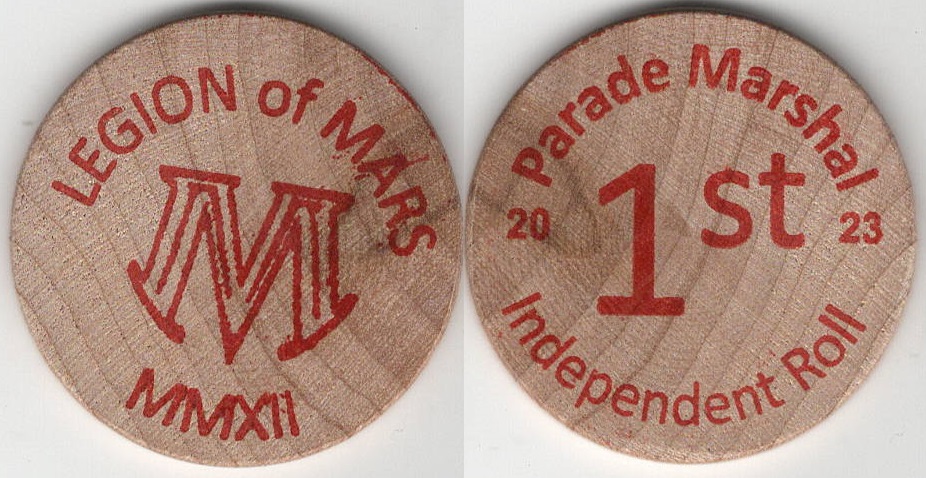 LEGION of MARS
M
MMXII
Parade Marshal
1st
20 23
Independent Roll